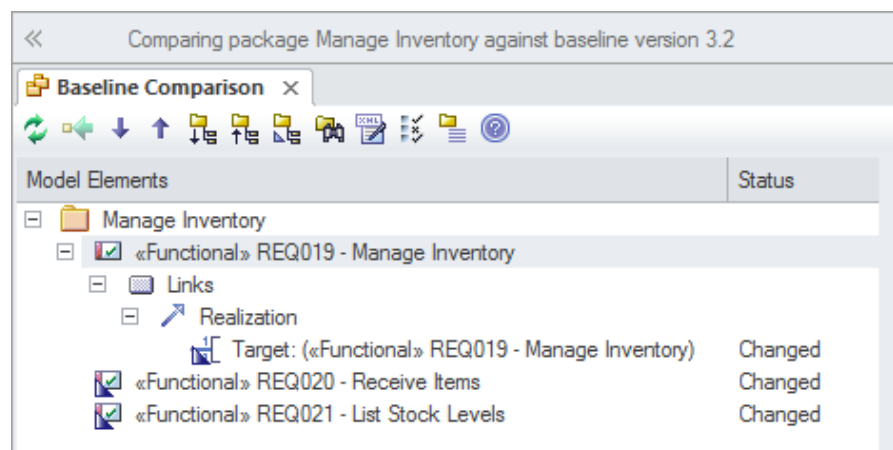 Comparing package Manage Inventory against baseline version 3.2
Baseline Comparison
Model Elements Status
Manage Inventory
«Functional» REQ019 - Manage Inventory
Links
Realization
Target: («Functional» REQ019 - Manage Inventory) Changed
«Functional» REQ020 - Receive Items Changed
«Functional» REQ021 - List Stock Levels Changed